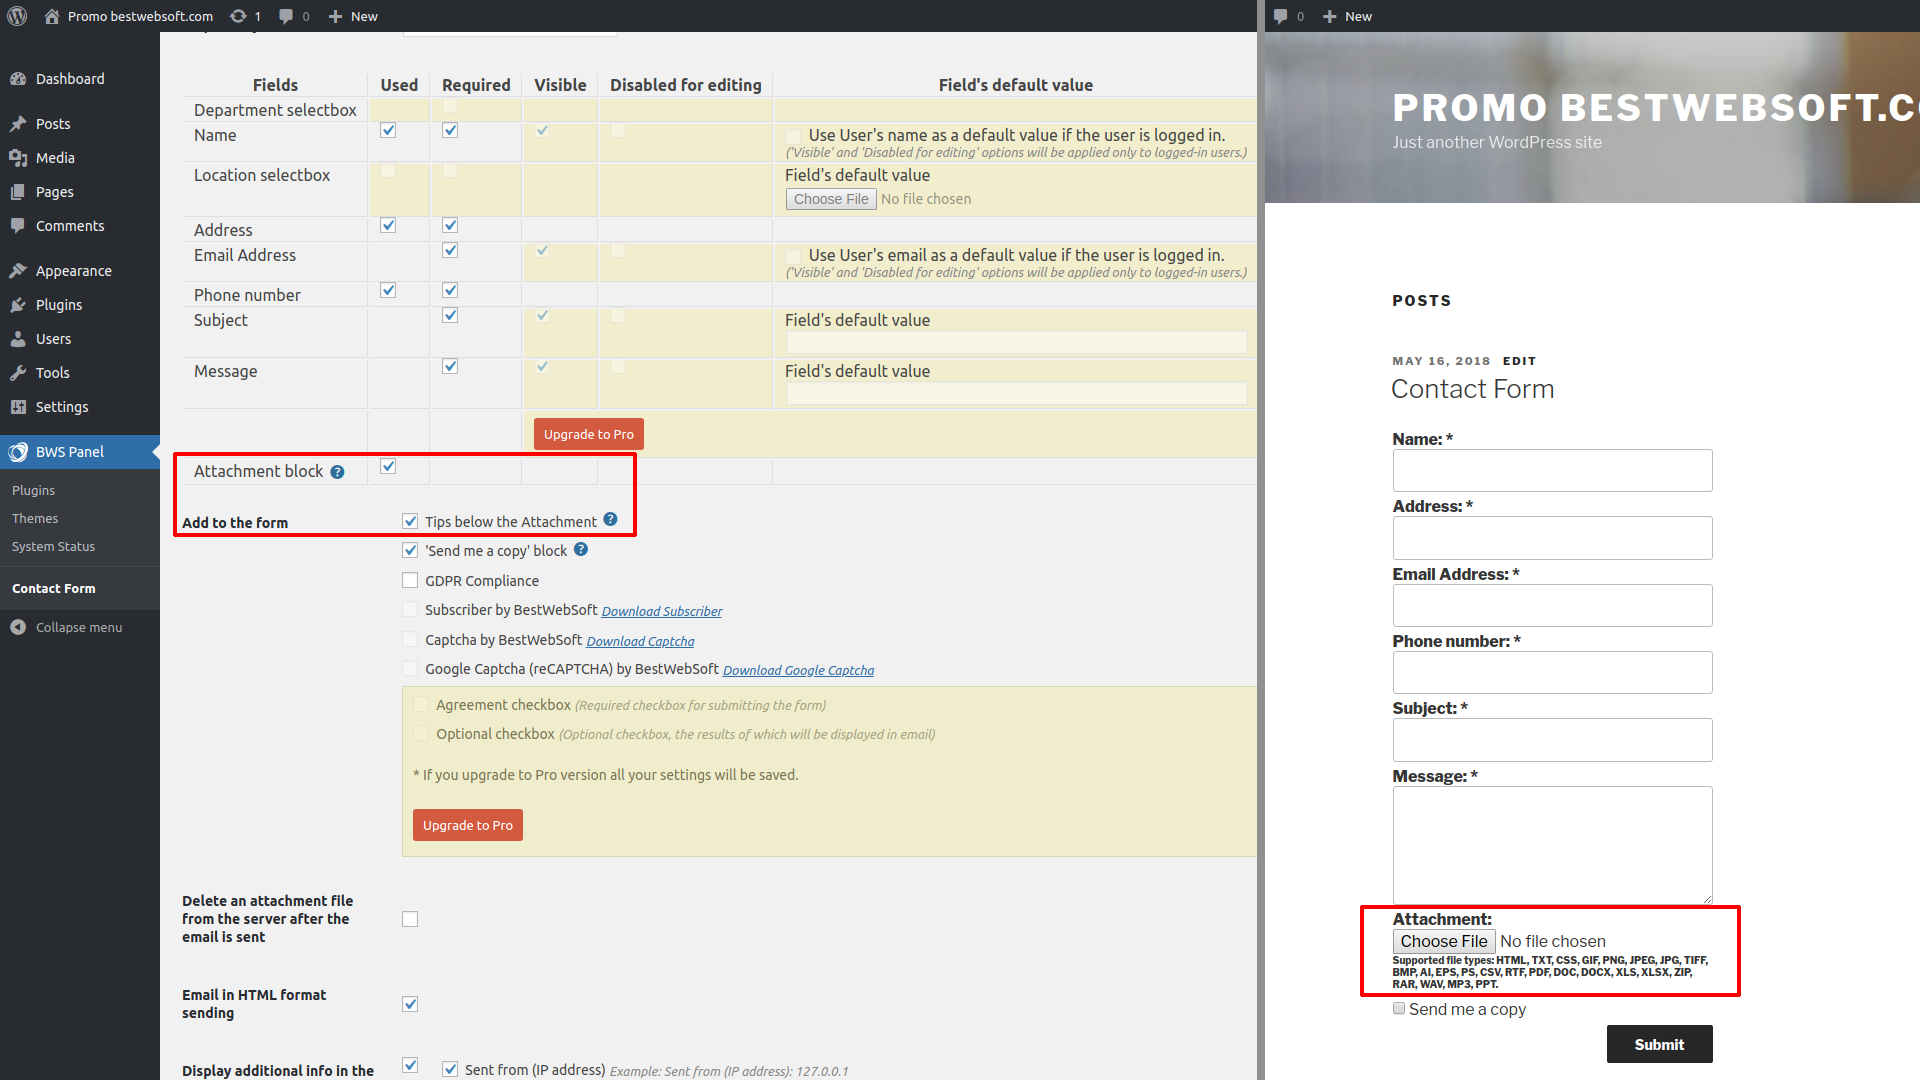 Promo bestwebsoft.com 1 0 New
Dashboard
Posts
Media
Pages
Comments
Appearance
Plugins
Users
Tools
Settings
BWS Panel
Plugins
Themes
System Status
Contact Form
Collapse menu
Fields Used Required Visible Disabled for editing Field's default value
Department selectbox
Name Use User's name as a default value if the user is logged in.
('Visible' and 'Disabled for editing' options will be applied only to logged-in users.)
Location selectbox Field's default value
Choose File No file chosen
Address
Email Address Use User's email as a default value if the user is logged in.
('Visible' and 'Disabled for editing' options will be applied only to logged-in users.)
Phone number
Subject Field's default value
Message Field's default value
Upgrade to Pro
Attachment block ?
Add to the form Tips below the Attachment ?
'Send me a copy' block ?
GDPR Compliance
Subscriber by BestWebSoft Download Subscriber
Captcha by BestWebSoft Download Captcha
Google Captcha (reCAPTCHA) by BestWebSoft Download Google Captcha
Agreement checkbox (Required checkbox for submitting the form)
Optional checkbox (Optional checkbox, the results of which will be displayed in email)
* If you upgrade to Pro version all your settings will be saved.
Upgrade to Pro
Delete an attachment file
from the server after the
email is sent
Email in HTML format
sending
Display additional info in the Sent from (IP address) Example: Sent from (IP address): 127.0.0.1
0 New
PROMO BESTWEBSOFT.C
Just another WordPress site
POSTS
MAY 16, 2018 EDIT
Contact Form
Name: *
Address: *
Email Address: *
Phone number: *
Subject: *
Message: *
Attachment:
Choose File No file chosen
Supported file types: HTML, TXT, CSS, GIF, PNG, JPEG, JPG, TIFF,
BMP, AI, EPS, PS, CSV, RTF, PDF, DOC, DOCX, XLS, XLSX, ZIP,
RAR, WAV, MP3, PPT.
Send me a copy
Submit